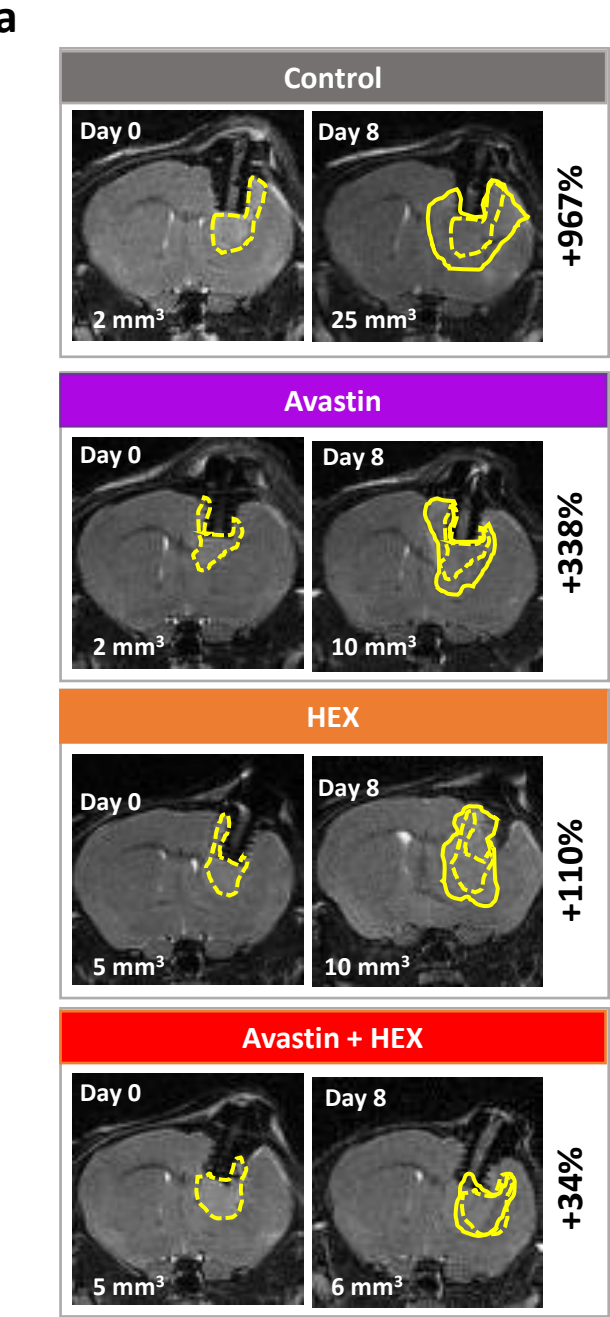 a
Control
Day 0
Day 8
2 mm³
25 mm³
+967%
Avastin
Day 0
Day 8
2 mm³
10 mm³
+338%
HEX
Day 0
Day 8
5 mm³
10 mm³
+110%
Avastin + HEX
Day 0
Day 8
5 mm³
6 mm³
+34%